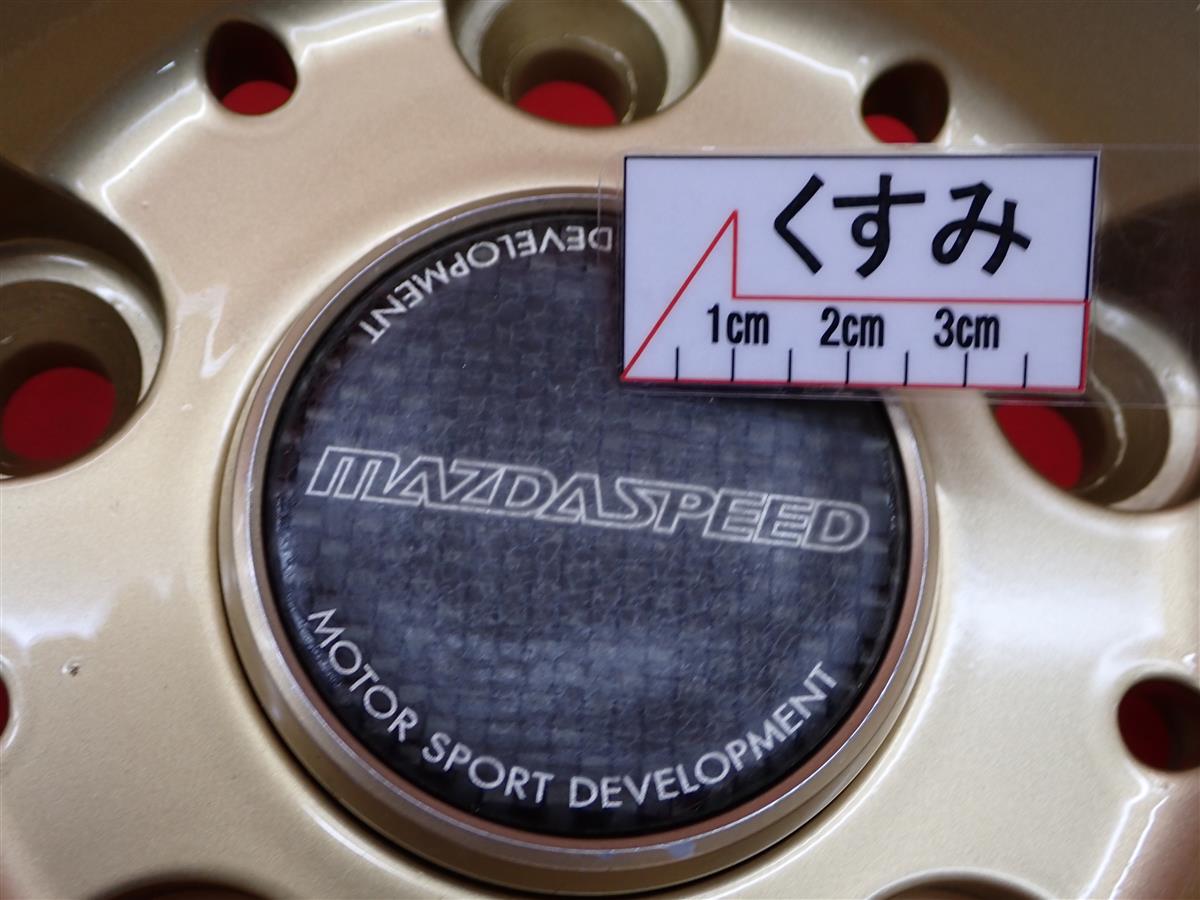 くすみ
1cm 2cm 3cm
DEVELOPMENT
MAZDASPEED
MOTOR SPORT DEVELOPMENT